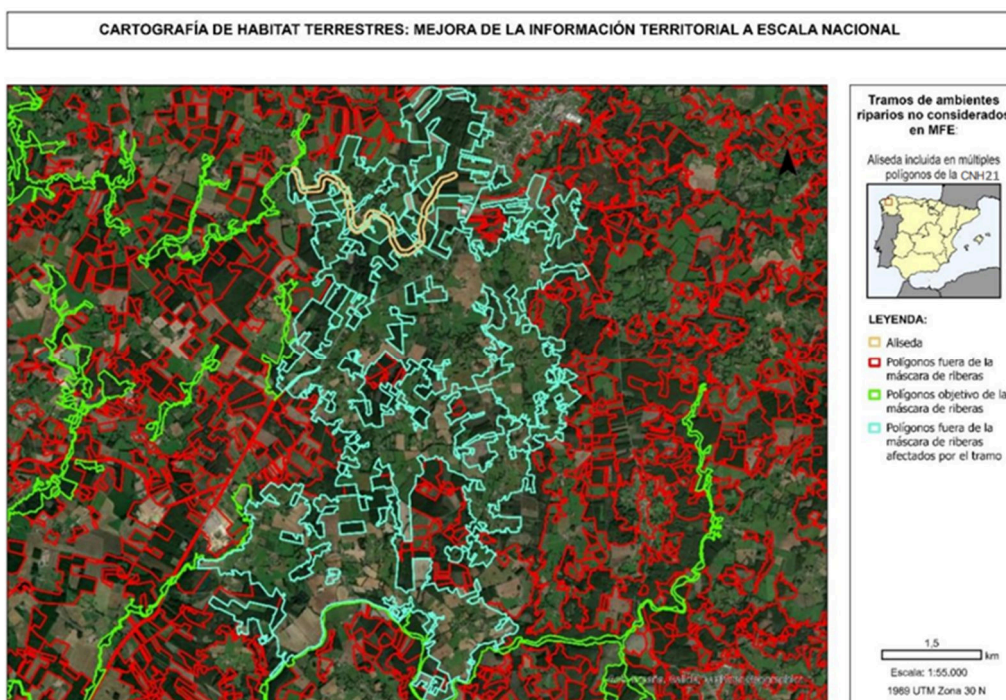 CARTOGRAFÍA DE HABITAT TERRESTRES: MEJORA DE LA INFORMACIÓN TERRITORIAL A ESCALA NACIONAL
Tramos de ambientes
riparios no considerados
en MFE:
Aliseda incluida en múltiples
polígonos de la CNH21
LEYENDA:
Aliseda
Polígonos fuera de la
máscara de riberas
Polígonos objetivo de la
máscara de riberas
Polígonos fuera de la
máscara de riberas
afectados por el tramo
1,5
km
Escala: 1:55.000
1989 UTM Zona 30 N